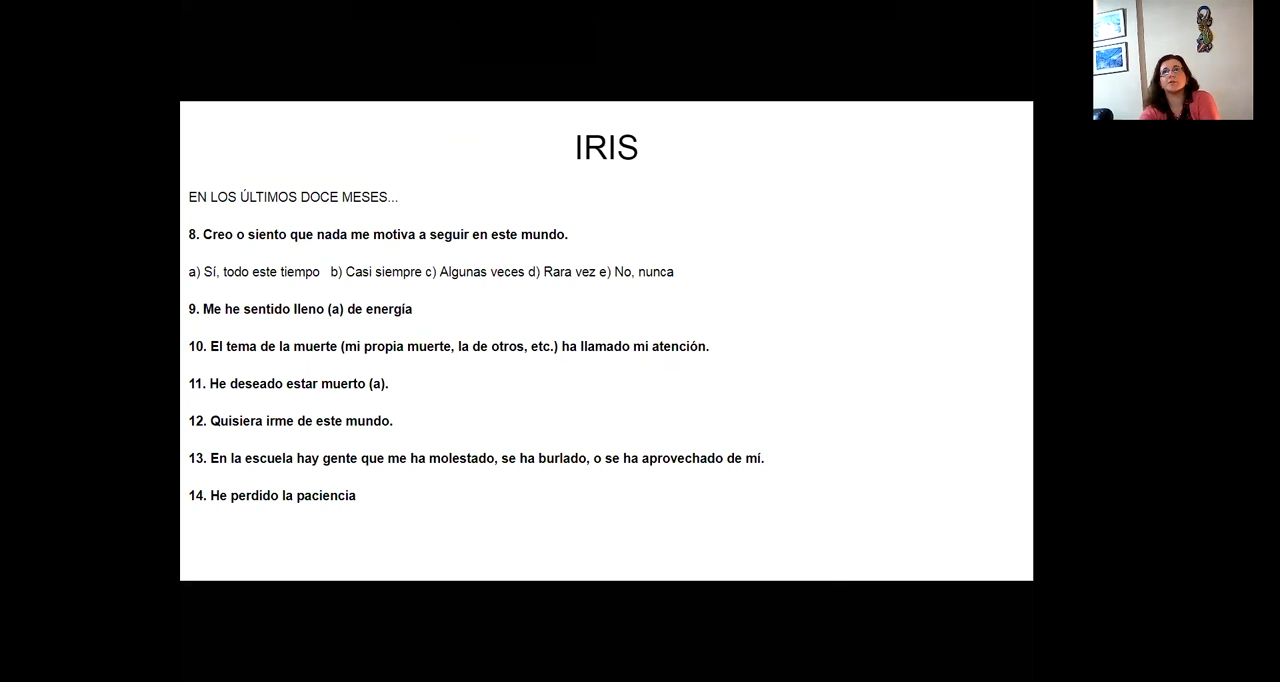 IRIS
EN LOS ÚLTIMOS DOCE MESES...
8. Creo o siento que nada me motiva a seguir en este mundo.
a) Sí, todo este tiempo b) Casi siempre c) Algunas veces d) Rara vez e) No, nunca
9. Me he sentido lleno (a) de energía
10. El tema de la muerte (mi propia muerte, la de otros, etc.) ha llamado mi atención.
11. He deseado estar muerto (a).
12. Quisiera irme de este mundo.
13. En la escuela hay gente que me ha molestado, se ha burlado, o se ha aprovechado de mí.
14. He perdido la paciencia